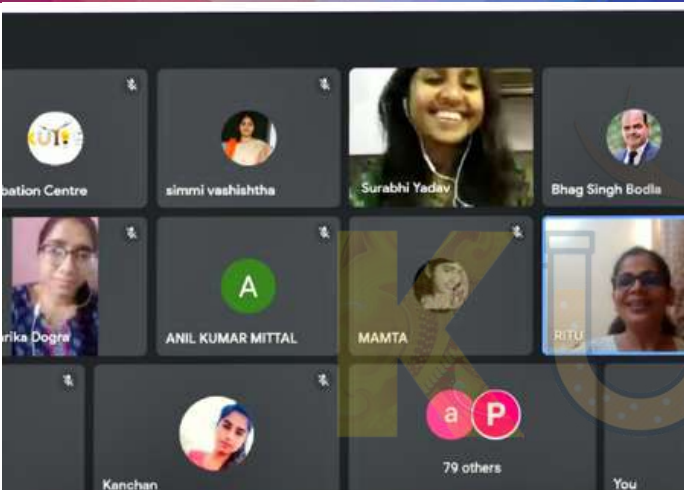 bation Centre
simmi vashishtha
Surabhi Yadav
Bhag Singh Bodla
rika Dogra
A
ANIL KUMAR MITTAL
MAMTA
RITU
Kanchan
a P
79 others
You
KU